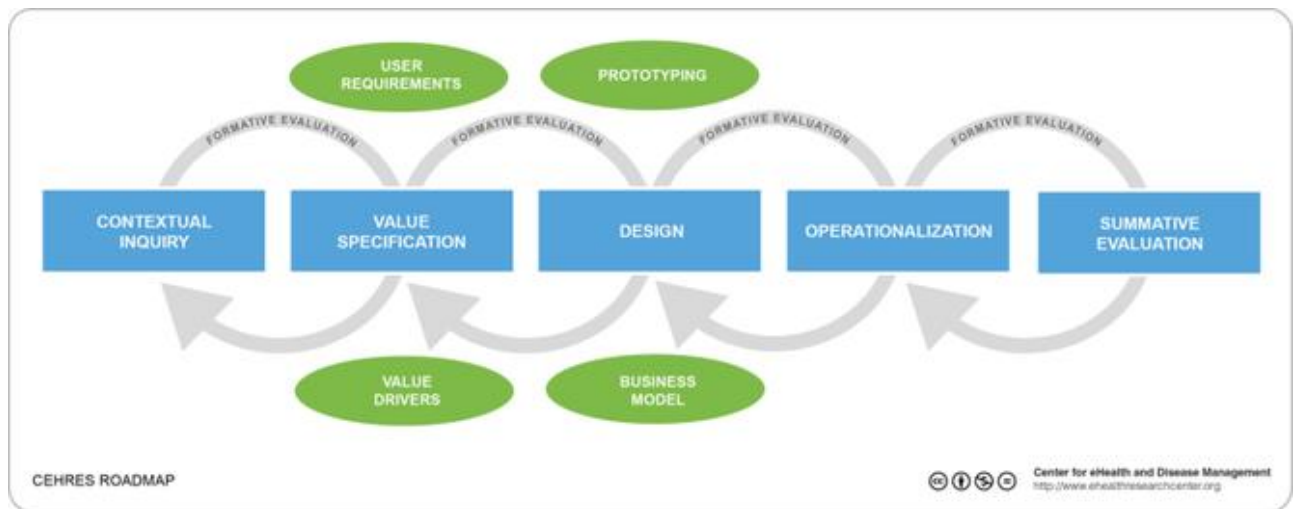 USER
REQUIREMENTS
PROTOTYPING
FORMATIVE EVALUATION
FORMATIVE EVALUATION
FORMATIVE EVALUATION
FORMATIVE EVALUATION
CONTEXTUAL
INQUIRY
VALUE
SPECIFICATION
DESIGN
OPERATIONALIZATION
SUMMATIVE
EVALUATION
VALUE
DRIVERS
BUSINESS
MODEL
CEHRES ROADMAP
cc
Center for eHealth and Disease Management
http://www.ehealthresearchcenter.org